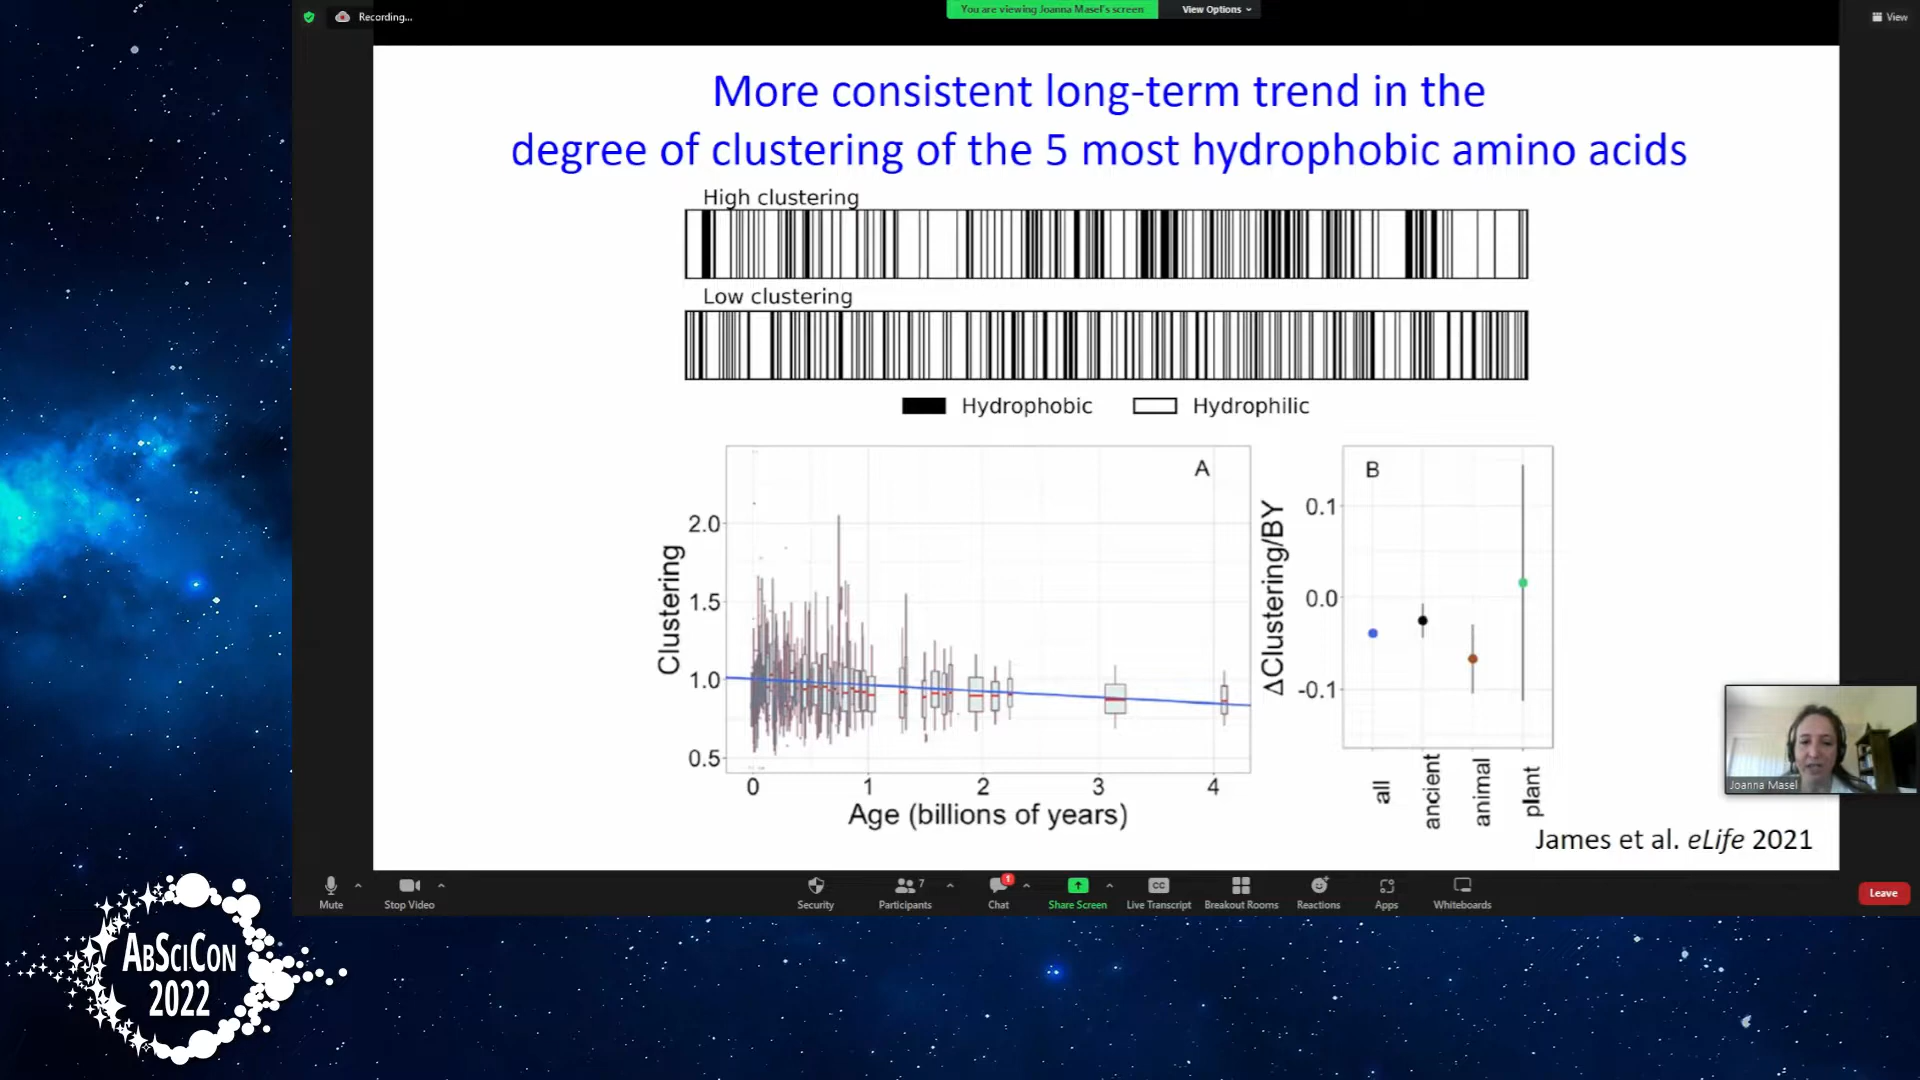 Recording...
You are viewing Joanna Masel's screen
View Options
View
More consistent long-term trend in the
degree of clustering of the 5 most hydrophobic amino acids
High clustering
Low clustering
Hydrophobic
Hydrophilic
A
Clustering
2.0
1.5
1.0
0.5
0
1
2
3
4
Age (billions of years)
B
ΔClustering/BY
0.1
0.0
-0.1
all
ancient
animal
plant
James et al. eLife 2021
Joanna Masel
Mute
Stop Video
Security
7
Participants
1
Chat
Share Screen
CC
Live Transcript
Breakout Rooms
Reactions
Apps
Whiteboards
Leave
ABSCICON
2022